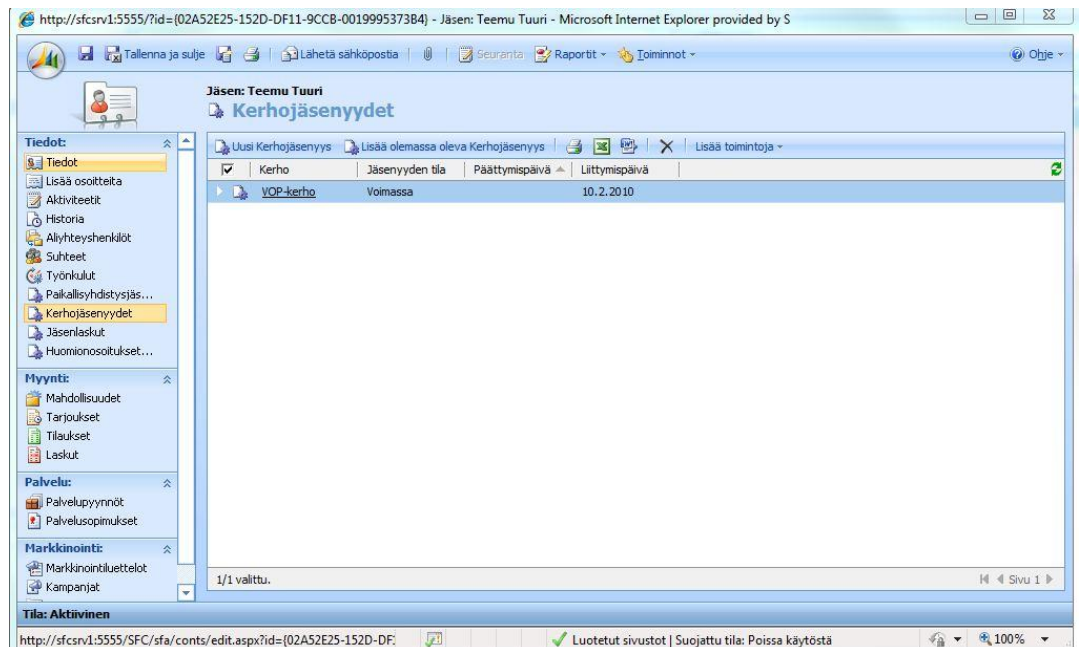 http://sfcsrv1:5555/?id={02A52E25-152D-DF11-9CCB-0019995373B4} - Jäsen: Teemu Tuuri - Microsoft Internet Explorer provided by S
Tallenna ja sulje Lähetä sähköpostia Seuranta Raportit Toiminnot Ohje
Jäsen: Teemu Tuuri
Kerhojäsenyydet
Tiedot:
Tiedot
Lisää osoitteita
Aktiviteetit
Historia
Aliyhteyshenkilöt
Suhteet
Työnkulut
Paikallisyhdistysjäs...
Kerhojäsenyydet
Jäsenlaskut
Huomionosoitukset...
Myynti:
Mahdollisuudet
Tarjoukset
Tilaukset
Laskut
Palvelu:
Palvelupyynnöt
Palvelusopimukset
Markkinointi:
Markkinointiluettelot
Kampanjat
Uusi Kerhojäsenyys Lisää olemassa oleva Kerhojäsenyys Lisää toimintoja
Kerho Jäsenyyden tila Päättymispäivä Liittymispäivä
VOP-kerho Voimassa 10.2.2010
1/1 valittu. Sivu 1
Tila: Aktiivinen
http://sfcsrv1:5555/SFC/sfa/conts/edit.aspx?id={02A52E25-152D-DF: Luotetut sivustot | Suojattu tila: Poissa käytöstä 100%